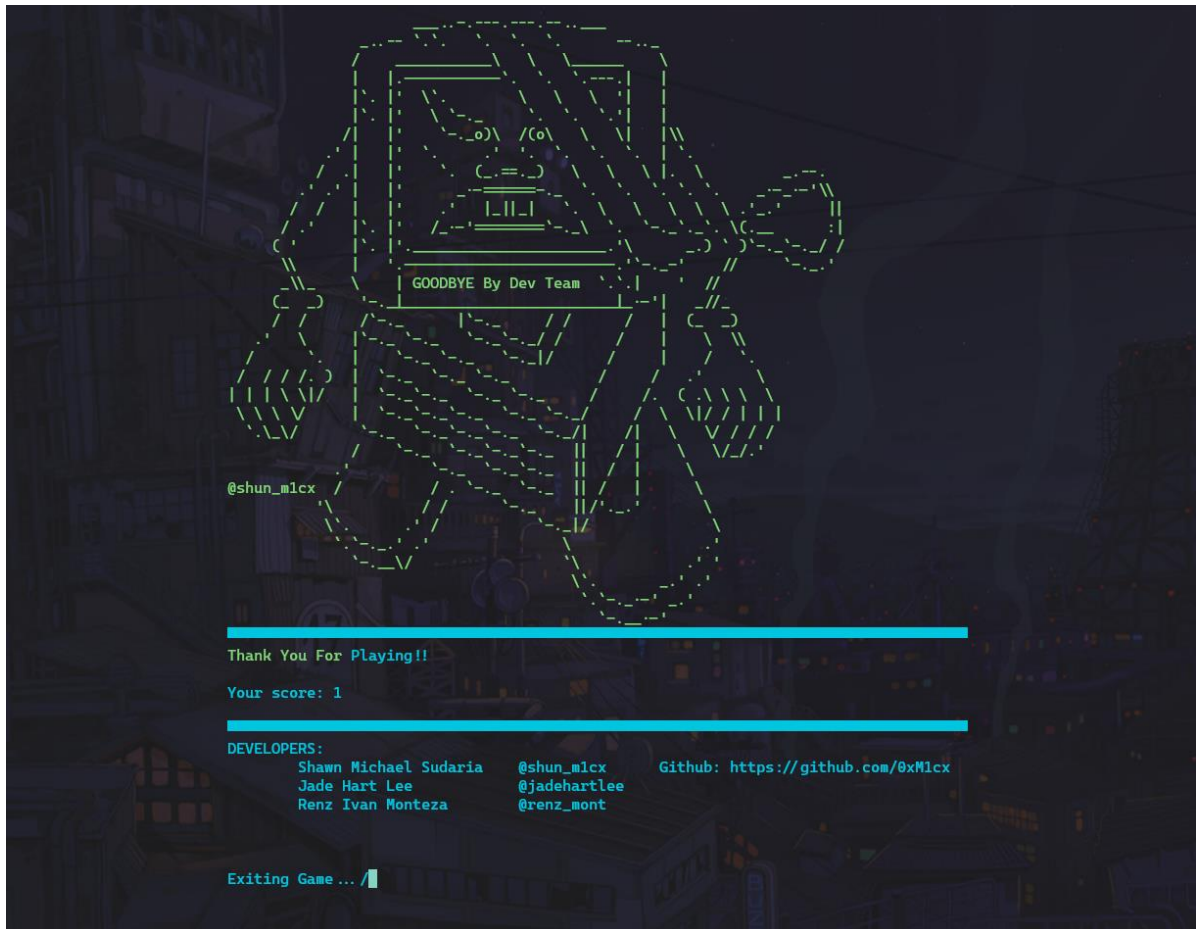 GOODBYE By Dev Team
@shun_m1cx
Thank You For Playing!!
Your score: 1
DEVELOPERS:
Shawn Michael Sudaria @shun_m1cx Github: https://github.com/0xM1cx
Jade Hart Lee @jadehartlee
Renz Ivan Monteza @renz_mont
Exiting Game... /